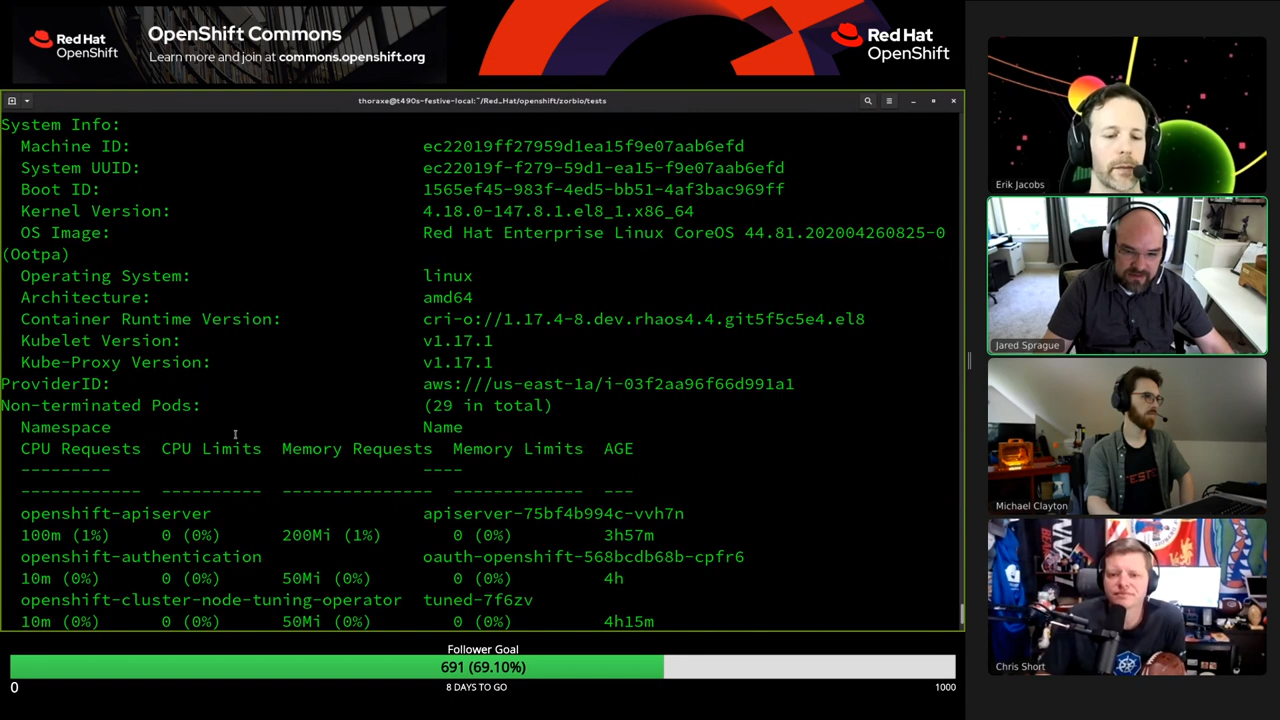 Red Hat
OpenShift
OpenShift Commons
Learn more and join at commons.openshift.org
Red Hat
OpenShift
thoraxe@t490s-festive-local:~/Red_Hat/openshift/zorbio/tests
System Info:
Machine ID: ec22019ff27959d1ea15f9e07aab6efd
System UUID: ec22019f-f279-59d1-ea15-f9e07aab6efd
Boot ID: 1565ef45-983f-4ed5-bb51-4af3bac969ff
Kernel Version: 4.18.0-147.8.1.el8_1.x86_64
OS Image: Red Hat Enterprise Linux CoreOS 44.81.202004260825-0
(Ootpa)
Operating System: linux
Architecture: amd64
Container Runtime Version: cri-o://1.17.4-8.dev.rhaos4.4.git5f5c5e4.el8
Kubelet Version: v1.17.1
Kube-Proxy Version: v1.17.1
ProviderID: aws:///us-east-1a/i-03f2aa96f66d991a1
Non-terminated Pods: (29 in total)
Namespace Name
CPU Requests CPU Limits Memory Requests Memory Limits AGE
--------- ----
------------ ---------- --------------- ------------- ---
openshift-apiserver apiserver-75bf4b994c-vvh7n
100m (1%) 0 (0%) 200Mi (1%) 0 (0%) 3h57m
openshift-authentication oauth-openshift-568bcdb68b-cpfr6
10m (0%) 0 (0%) 50Mi (0%) 0 (0%) 4h
openshift-cluster-node-tuning-operator tuned-7f6zv
10m (0%) 0 (0%) 50Mi (0%) 0 (0%) 4h15m
Follower Goal
691 (69.10%)
0 8 DAYS TO GO 1000
Erik Jacobs
Jared Sprague
Michael Clayton
Chris Short